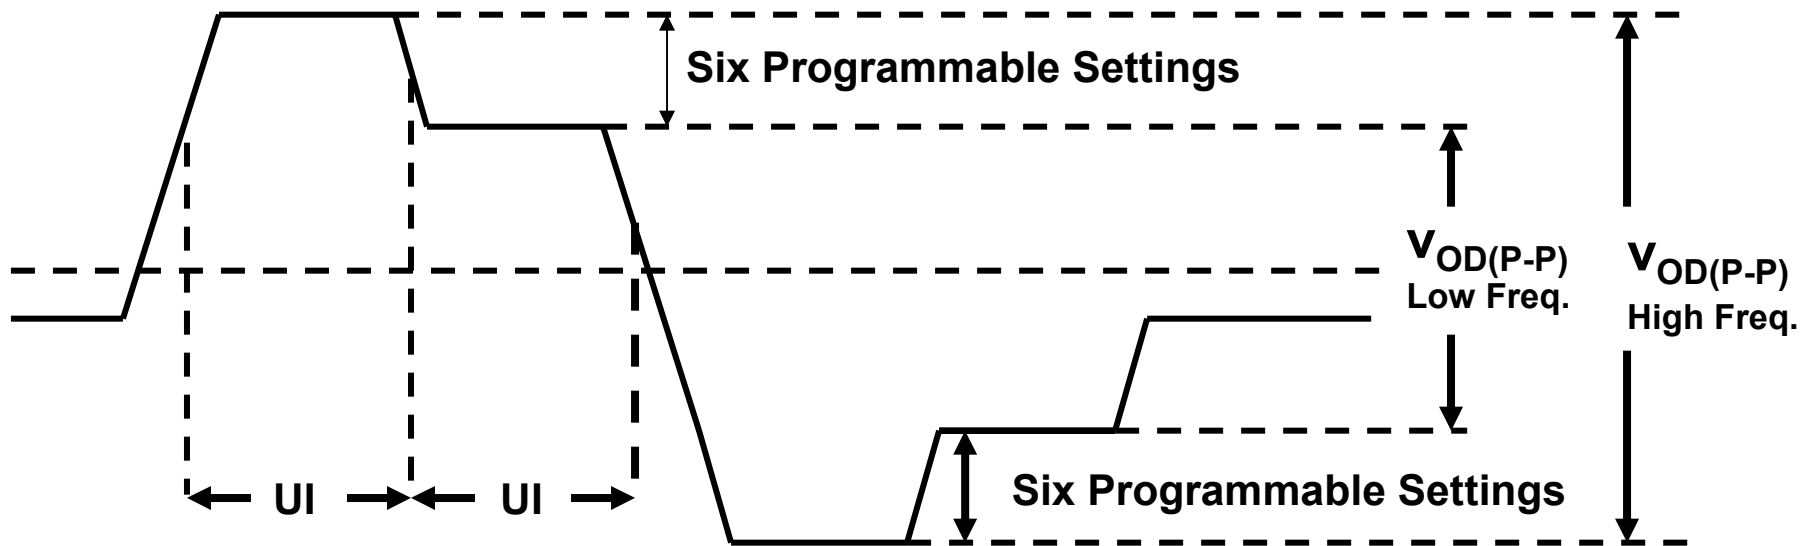 Six Programmable Settings
VOD(P-P)
Low Freq.
VOD(P-P)
High Freq.
UI
UI
Six Programmable Settings